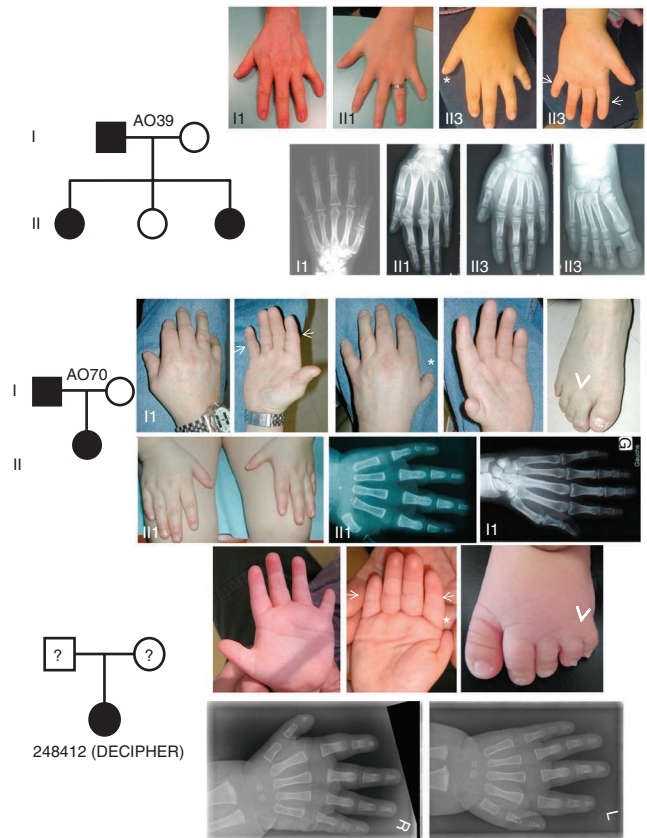 I1
II1
II3
II3
*
AO39
I
II
I1
II1
II3
II3
AO70
I
II
I1
*
II1
II1
I1
G
Gauche
*
?
?
248412 (DECIPHER)
R
L